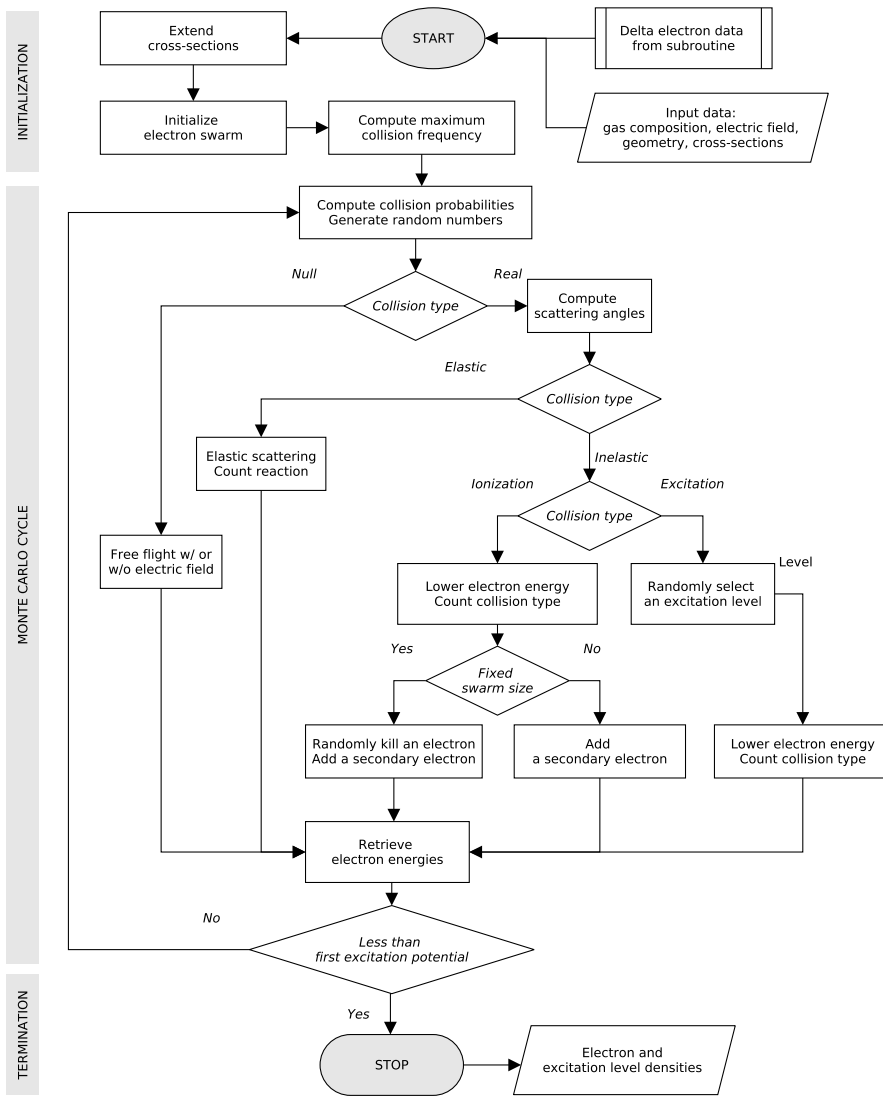 INITIALIZATION
Extend
cross-sections
START
Delta electron data
from subroutine
Initialize
electron swarm
Compute maximum
collision frequency
Input data:
gas composition, electric field,
geometry, cross-sections
MONTE CARLO CYCLE
Compute collision probabilities
Generate random numbers
Null
Real
Collision type
Compute
scattering angles
Elastic
Collision type
Elastic scattering
Count reaction
Inelastic
Ionization
Excitation
Collision type
Free flight w/ or
w/o electric field
Lower electron energy
Count collision type
Randomly select
an excitation level
Level
Yes
No
Fixed
swarm size
Randomly kill an electron
Add a secondary electron
Add
a secondary electron
Lower electron energy
Count collision type
Retrieve
electron energies
No
Less than
first excitation potential
Yes
TERMINATION
STOP
Electron and
excitation level densities